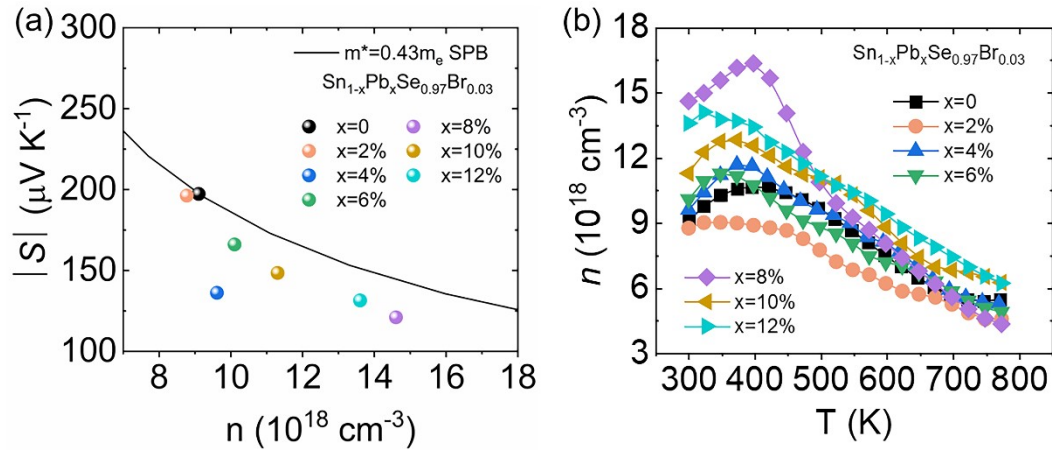 (a)
m*=0.43mₑ SPB
Sn₁₋ₓPbₓSe₀.₉₇Br₀.₀₃
x=0
x=8%
x=2%
x=10%
x=4%
x=12%
x=6%
300
250
200
150
100
|S| (μV K⁻¹)
8 10 12 14 16 18
n (10¹⁸ cm⁻³)
(b)
Sn₁₋ₓPbₓSe₀.₉₇Br₀.₀₃
x=0
x=2%
x=4%
x=6%
x=8%
x=10%
x=12%
18
15
12
9
6
3
n (10¹⁸ cm⁻³)
300 400 500 600 700 800
T (K)